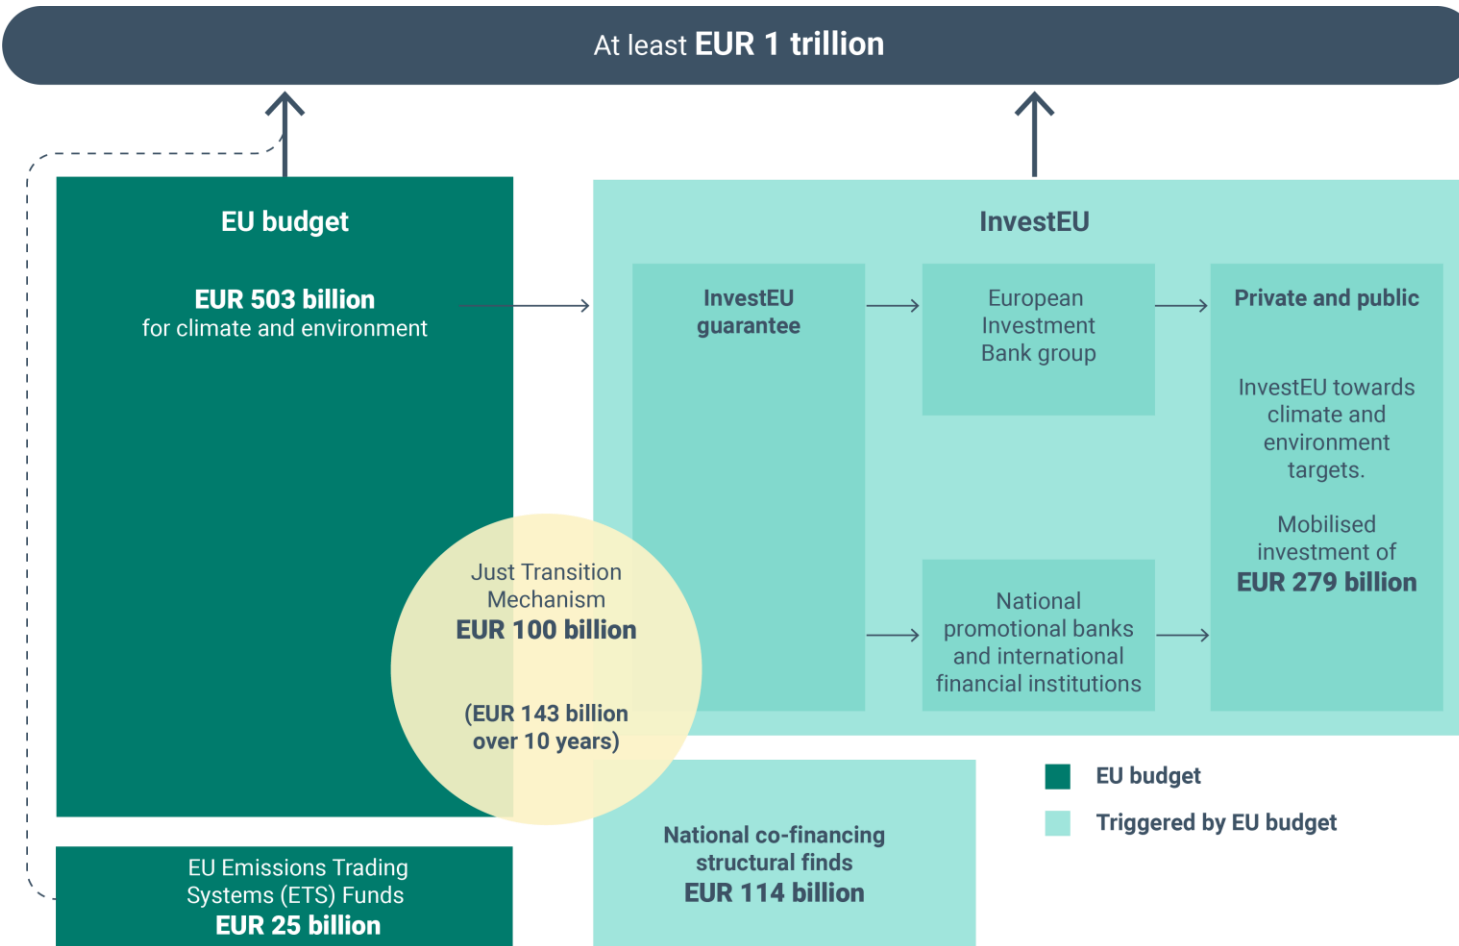 At least EUR 1 trillion
EU budget
EUR 503 billion
for climate and environment
InvestEU
InvestEU
guarantee
European
Investment
Bank group
Private and public
InvestEU towards
climate and
environment
targets.
Mobilised
investment of
EUR 279 billion
National
promotional banks
and international
financial institutions
Just Transition
Mechanism
EUR 100 billion
(EUR 143 billion
over 10 years)
EU budget
Triggered by EU budget
National co-financing
structural finds
EUR 114 billion
EU Emissions Trading
Systems (ETS) Funds
EUR 25 billion